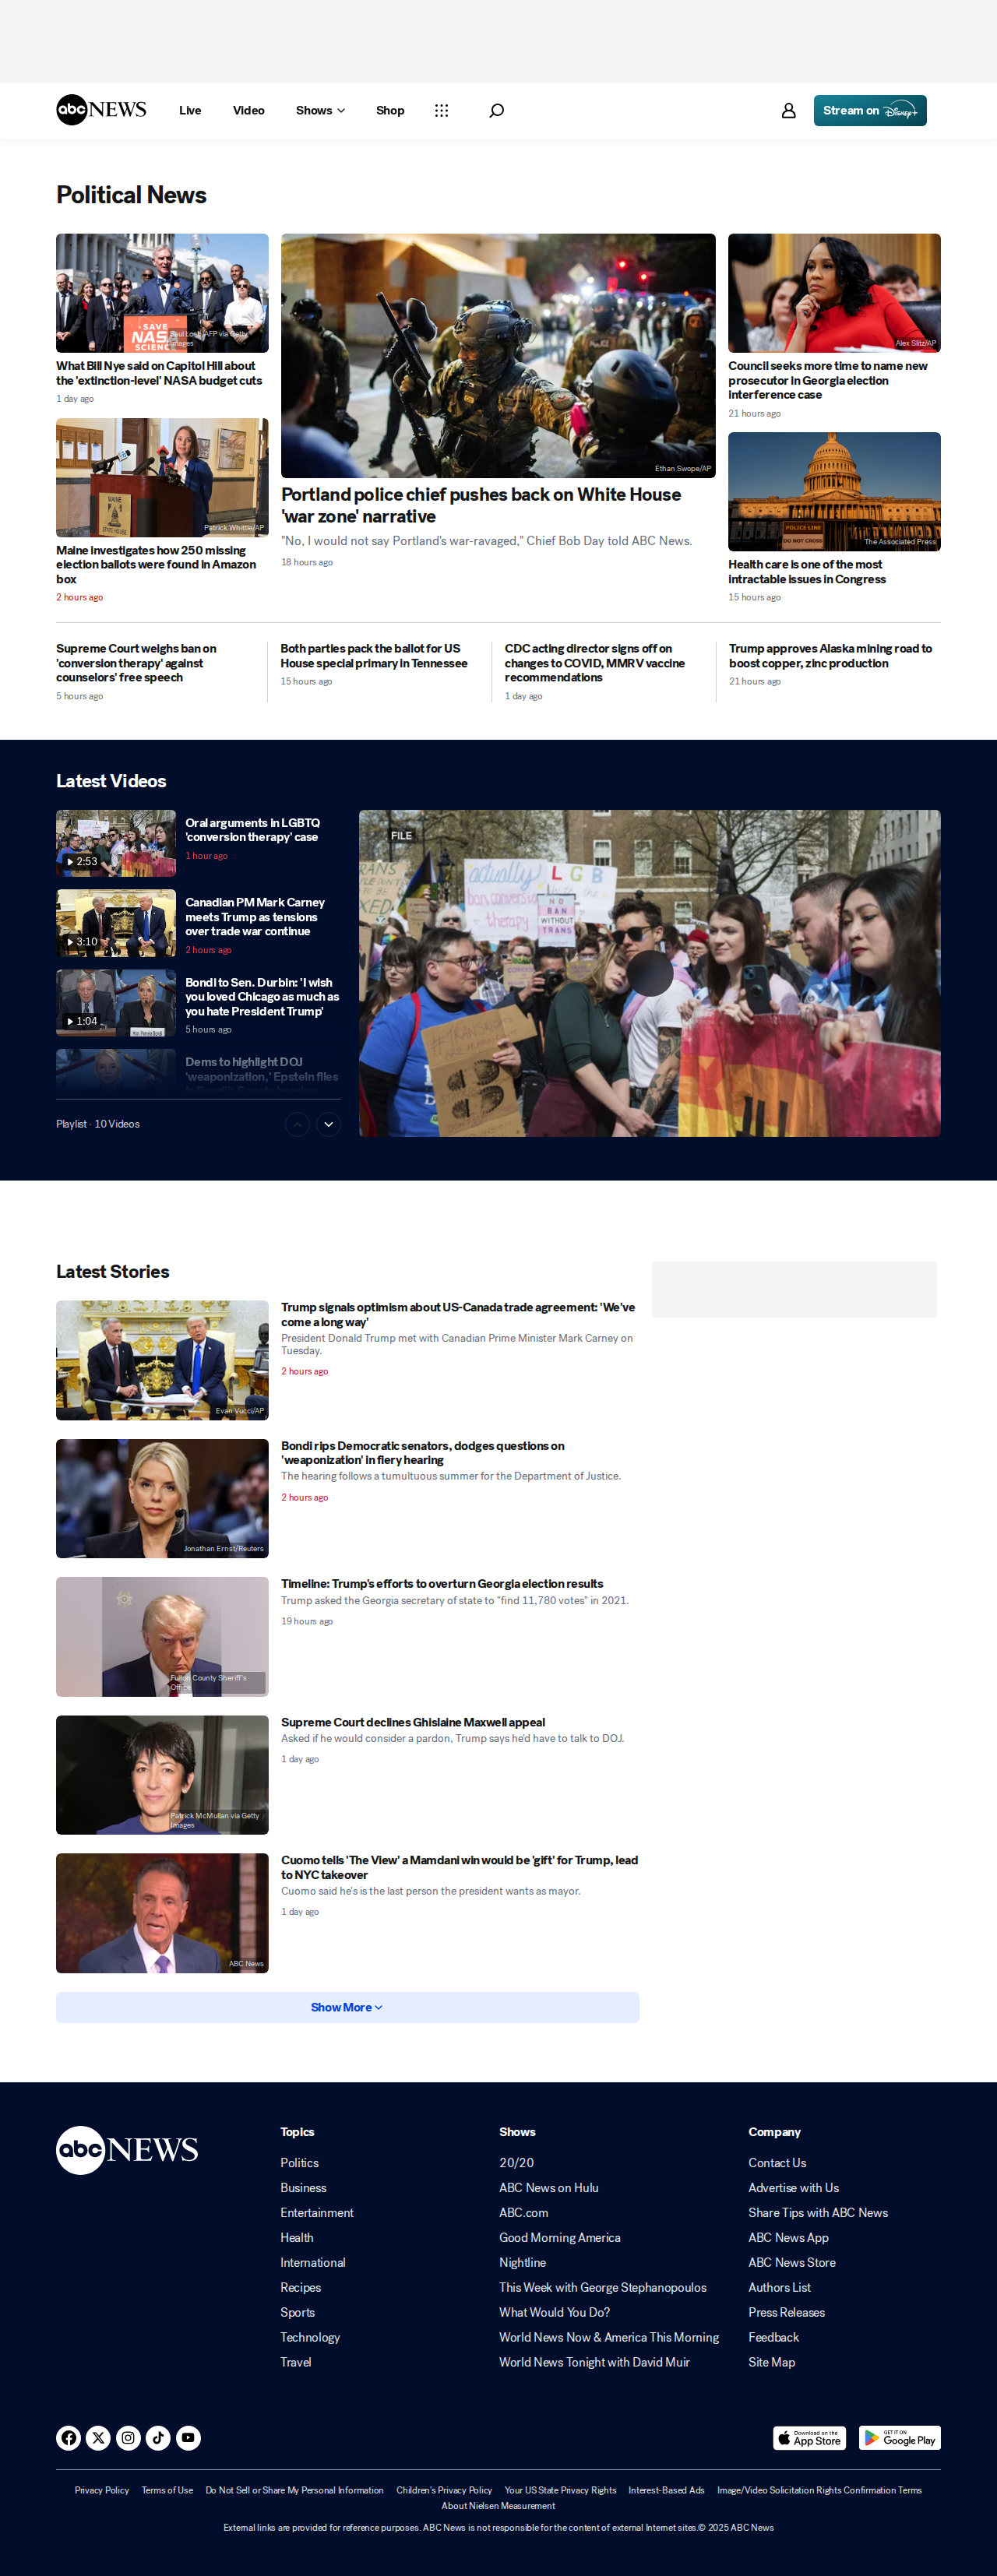 abc NEWS
Live
Video
Shows
Shop
Stream on Disney+
Political News
SAVE
NASA
SCIENCE
Images
What Bill Nye said on Capitol Hill about
the 'extinction-level' NASA budget cuts
1 day ago
MAINE
STATE HOUSE
Patrick Whittle/AP
Maine investigates how 250 missing
election ballots were found in Amazon
box
2 hours ago
Ethan Swope/AP
Portland police chief pushes back on White House
'war zone' narrative
"No, I would not say Portland's war-ravaged," Chief Bob Day told ABC News.
18 hours ago
Alex Slitz/AP
Council seeks more time to name new
prosecutor in Georgia election
interference case
21 hours ago
POLICE LINE
DO NOT CROSS
The Associated Press
Health care is one of the most
intractable issues in Congress
15 hours ago
Supreme Court weighs ban on
'conversion therapy' against
counselors' free speech
5 hours ago
Both parties pack the ballot for US
House special primary in Tennessee
15 hours ago
CDC acting director signs off on
changes to COVID, MMRV vaccine
recommendations
1 day ago
Trump approves Alaska mining road to
boost copper, zinc production
21 hours ago
Latest Videos
2:53
Oral arguments in LGBTQ
'conversion therapy' case
1 hour ago
3:10
Canadian PM Mark Carney
meets Trump as tensions
over trade war continue
2 hours ago
1:04
Bondi to Sen. Durbin: 'I wish
you loved Chicago as much as
you hate President Trump'
5 hours ago
Dems to highlight DOJ
'weaponization,' Epstein files
Playlist · 10 Videos
FILE
actually
LGB
ban conversion
therapy
NO BAN
WITHOUT
TRANS
B
Latest Stories
Evan Vucci/AP
Trump signals optimism about US-Canada trade agreement: 'We've
come a long way'
President Donald Trump met with Canadian Prime Minister Mark Carney on
Tuesday.
2 hours ago
Jonathan Ernst/Reuters
Bondi rips Democratic senators, dodges questions on
'weaponization' in fiery hearing
The hearing follows a tumultuous summer for the Department of Justice.
2 hours ago
Fulton County Sheriff's
Office
Timeline: Trump's efforts to overturn Georgia election results
Trump asked the Georgia secretary of state to "find 11,780 votes" in 2021.
19 hours ago
Patrick McMullan via Getty
Images
Supreme Court declines Ghislaine Maxwell appeal
Asked if he would consider a pardon, Trump says he'd have to talk to DOJ.
1 day ago
ABC News
Cuomo tells 'The View' a Mamdani win would be 'gift' for Trump, lead
to NYC takeover
Cuomo said he's is the last person the president wants as mayor.
1 day ago
Show More
abc NEWS
Topics
Politics
Business
Entertainment
Health
International
Recipes
Sports
Technology
Travel
Shows
20/20
ABC News on Hulu
ABC.com
Good Morning America
Nightline
This Week with George Stephanopoulos
What Would You Do?
World News Now & America This Morning
World News Tonight with David Muir
Company
Contact Us
Advertise with Us
Share Tips with ABC News
ABC News App
ABC News Store
Authors List
Press Releases
Feedback
Site Map
Download on the
App Store
GET IT ON
Google Play
Privacy Policy Terms of Use Do Not Sell or Share My Personal Information Children's Privacy Policy Your US State Privacy Rights Interest-Based Ads Image/Video Solicitation Rights Confirmation Terms
About Nielsen Measurement
External links are provided for reference purposes. ABC News is not responsible for the content of external Internet sites.© 2025 ABC News